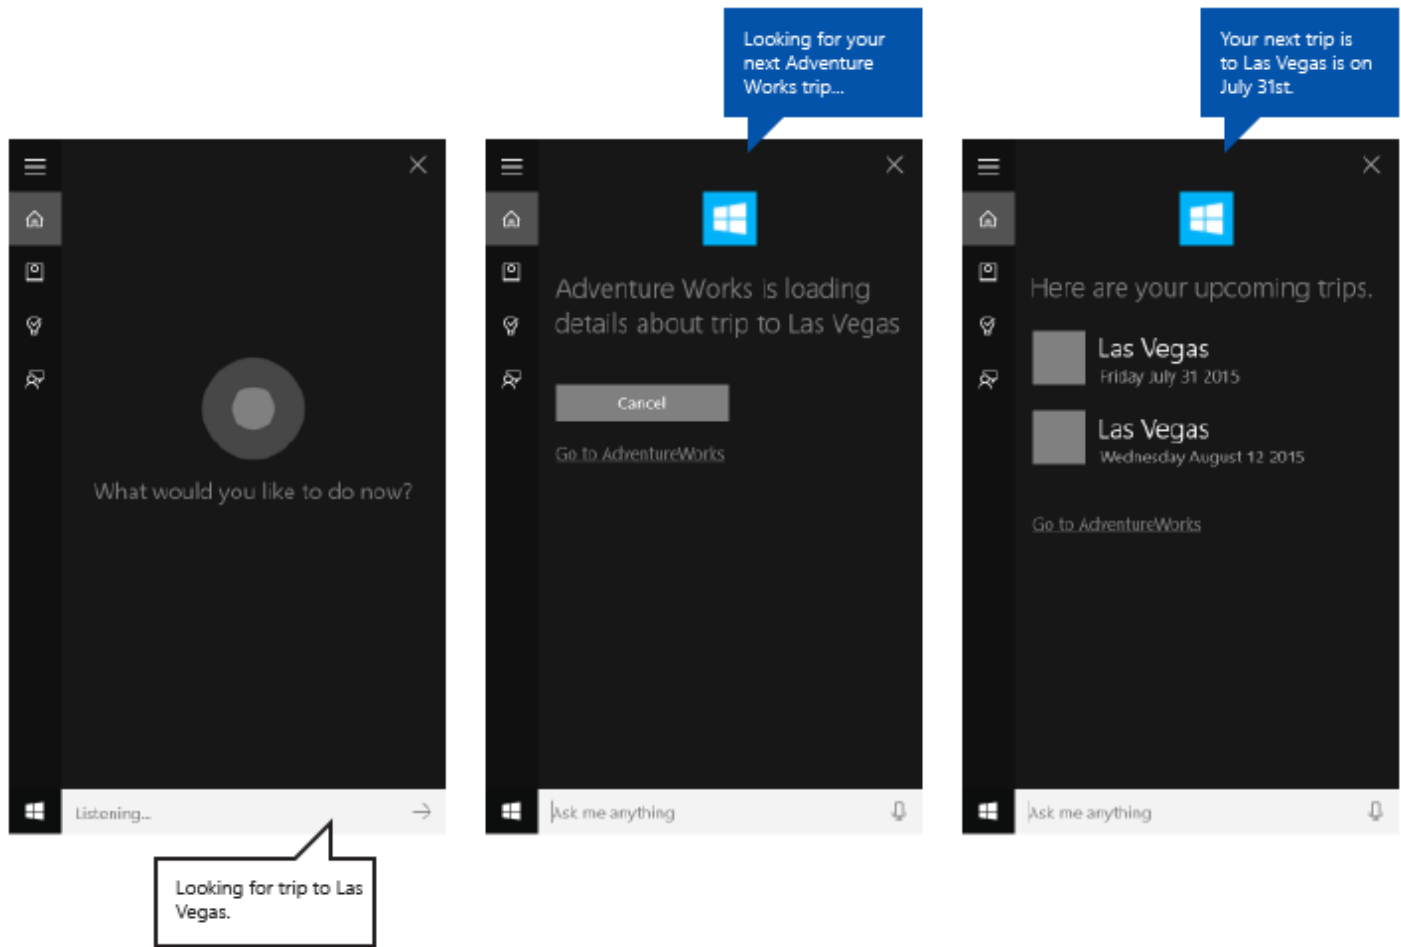 What would you like to do now?
Listening...
Looking for trip to Las
Vegas.
Looking for your
next Adventure
Works trip...
Adventure Works is loading
details about trip to Las Vegas
Cancel
Go to AdventureWorks
Ask me anything
Your next trip is
to Las Vegas is on
July 31st.
Here are your upcoming trips.
Las Vegas
Friday July 31 2015
Las Vegas
Wednesday August 12 2015
Go to AdventureWorks
Ask me anything